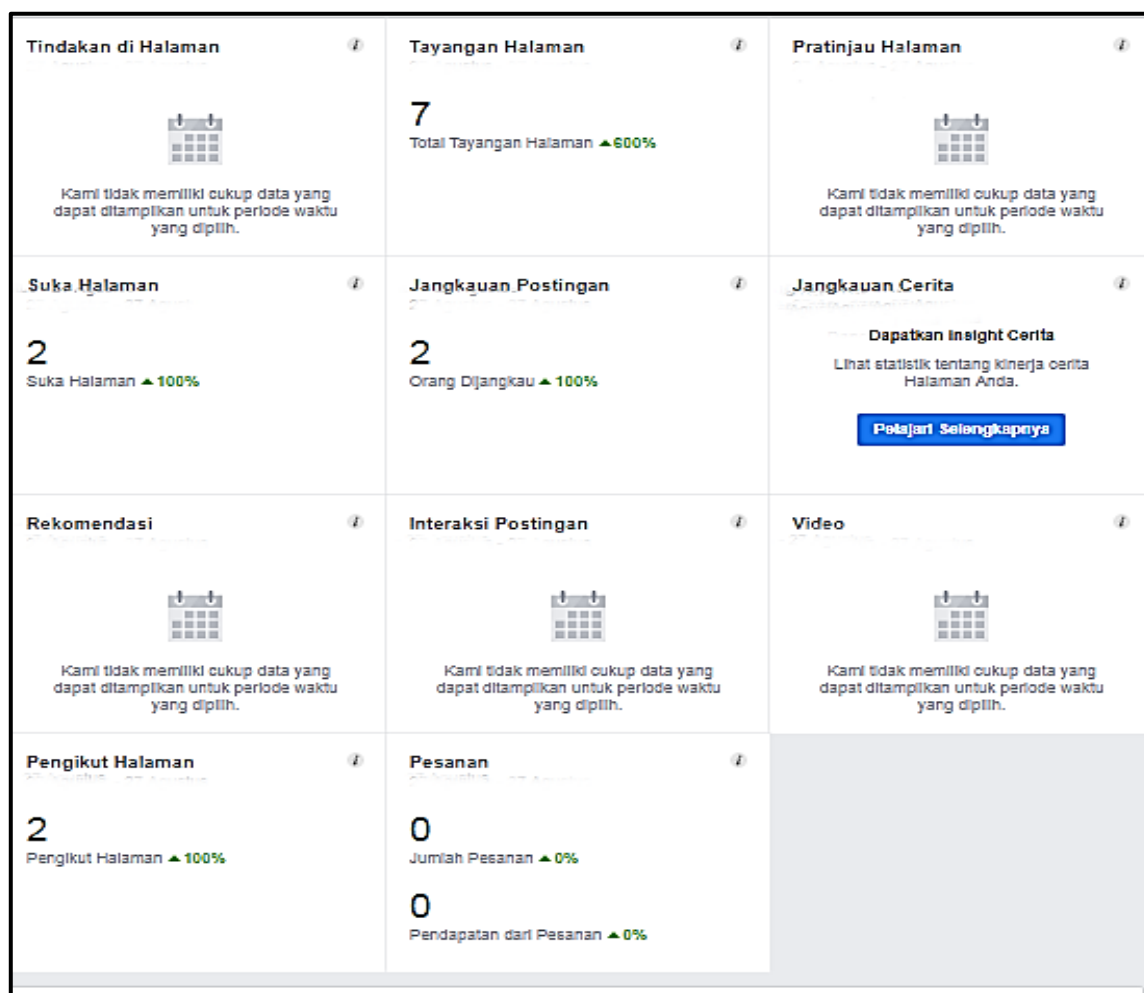 Tindakan di Halaman
Kami tidak memiliki cukup data yang
dapat ditampilkan untuk periode waktu
yang dipilih.
Tayangan Halaman
7
Total Tayangan Halaman ▲600%
Pratinjau Halaman
Kami tidak memiliki cukup data yang
dapat ditampilkan untuk periode waktu
yang dipilih.
Suka Halaman
2
Suka Halaman ▲ 100%
Jangkauan Postingan
2
Orang Dijangkau ▲ 100%
Jangkauan Cerita
Dapatkan Insight Cerita
Lihat statistik tentang kinerja cerita
Halaman Anda.
Pelajari Selengkapnya
Rekomendasi
Kami tidak memiliki cukup data yang
dapat ditampilkan untuk periode waktu
yang dipilih.
Interaksi Postingan
Kami tidak memiliki cukup data yang
dapat ditampilkan untuk periode waktu
yang dipilih.
Video
Kami tidak memiliki cukup data yang
dapat ditampilkan untuk periode waktu
yang dipilih.
Pengikut Halaman
2
Pengikut Halaman ▲ 100%
Pesanan
0
Jumlah Pesanan ▲ 0%
0
Pendapatan dari Pesanan ▲ 0%